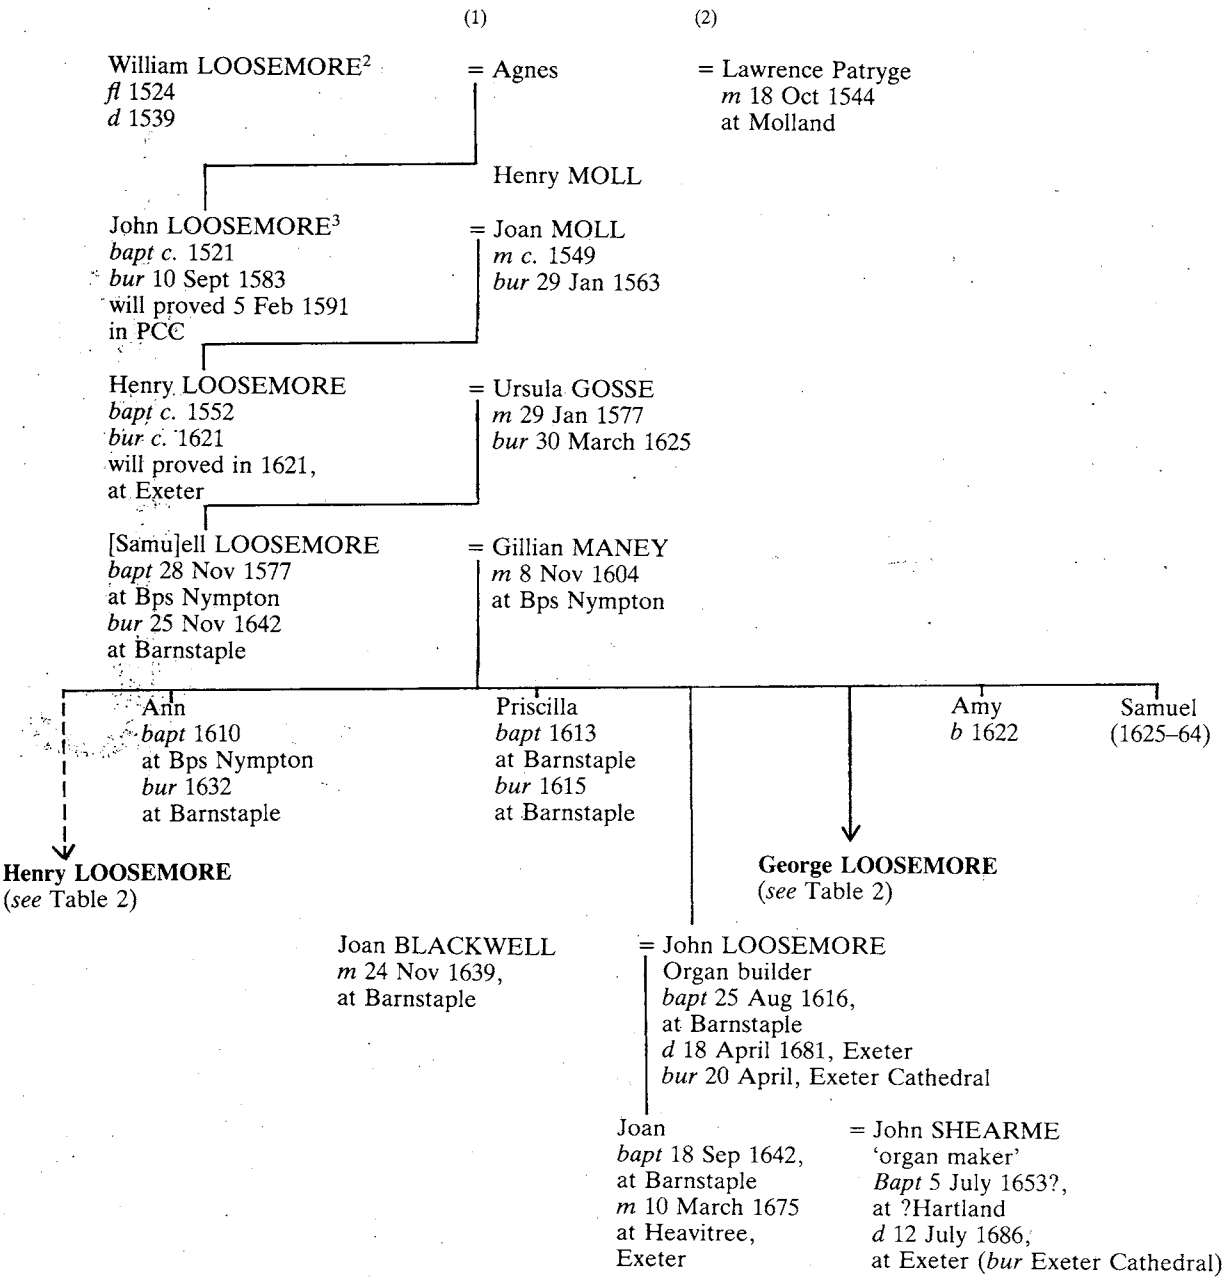 (1)
(2)
William LOOSEMORE²
fl 1524
d 1539
= Agnes
= Lawrence Patryge
m 18 Oct 1544
at Molland
Henry MOLL
John LOOSEMORE³
bapt c. 1521
bur 10 Sept 1583
will proved 5 Feb 1591
in PCC
= Joan MOLL
m c. 1549
bur 29 Jan 1563
Henry LOOSEMORE
bapt c. 1552
bur c. 1621
will proved in 1621,
at Exeter
= Ursula GOSSE
m 29 Jan 1577
bur 30 March 1625
[Samu]ell LOOSEMORE
bapt 28 Nov 1577
at Bps Nympton
bur 25 Nov 1642
at Barnstaple
= Gillian MANEY
m 8 Nov 1604
at Bps Nympton
Ann
bapt 1610
at Bps Nympton
bur 1632
at Barnstaple
Priscilla
bapt 1613
at Barnstaple
bur 1615
at Barnstaple
Amy
b 1622
Samuel
(1625–64)
Henry LOOSEMORE
(see Table 2)
George LOOSEMORE
(see Table 2)
Joan BLACKWELL
m 24 Nov 1639,
at Barnstaple
= John LOOSEMORE
Organ builder
bapt 25 Aug 1616,
at Barnstaple
d 18 April 1681, Exeter
bur 20 April, Exeter Cathedral
Joan
bapt 18 Sep 1642,
at Barnstaple
m 10 March 1675
at Heavitree,
Exeter
= John SHEARME
‘organ maker’
Bapt 5 July 1653?,
at ?Hartland
d 12 July 1686,
at Exeter (bur Exeter Cathedral)